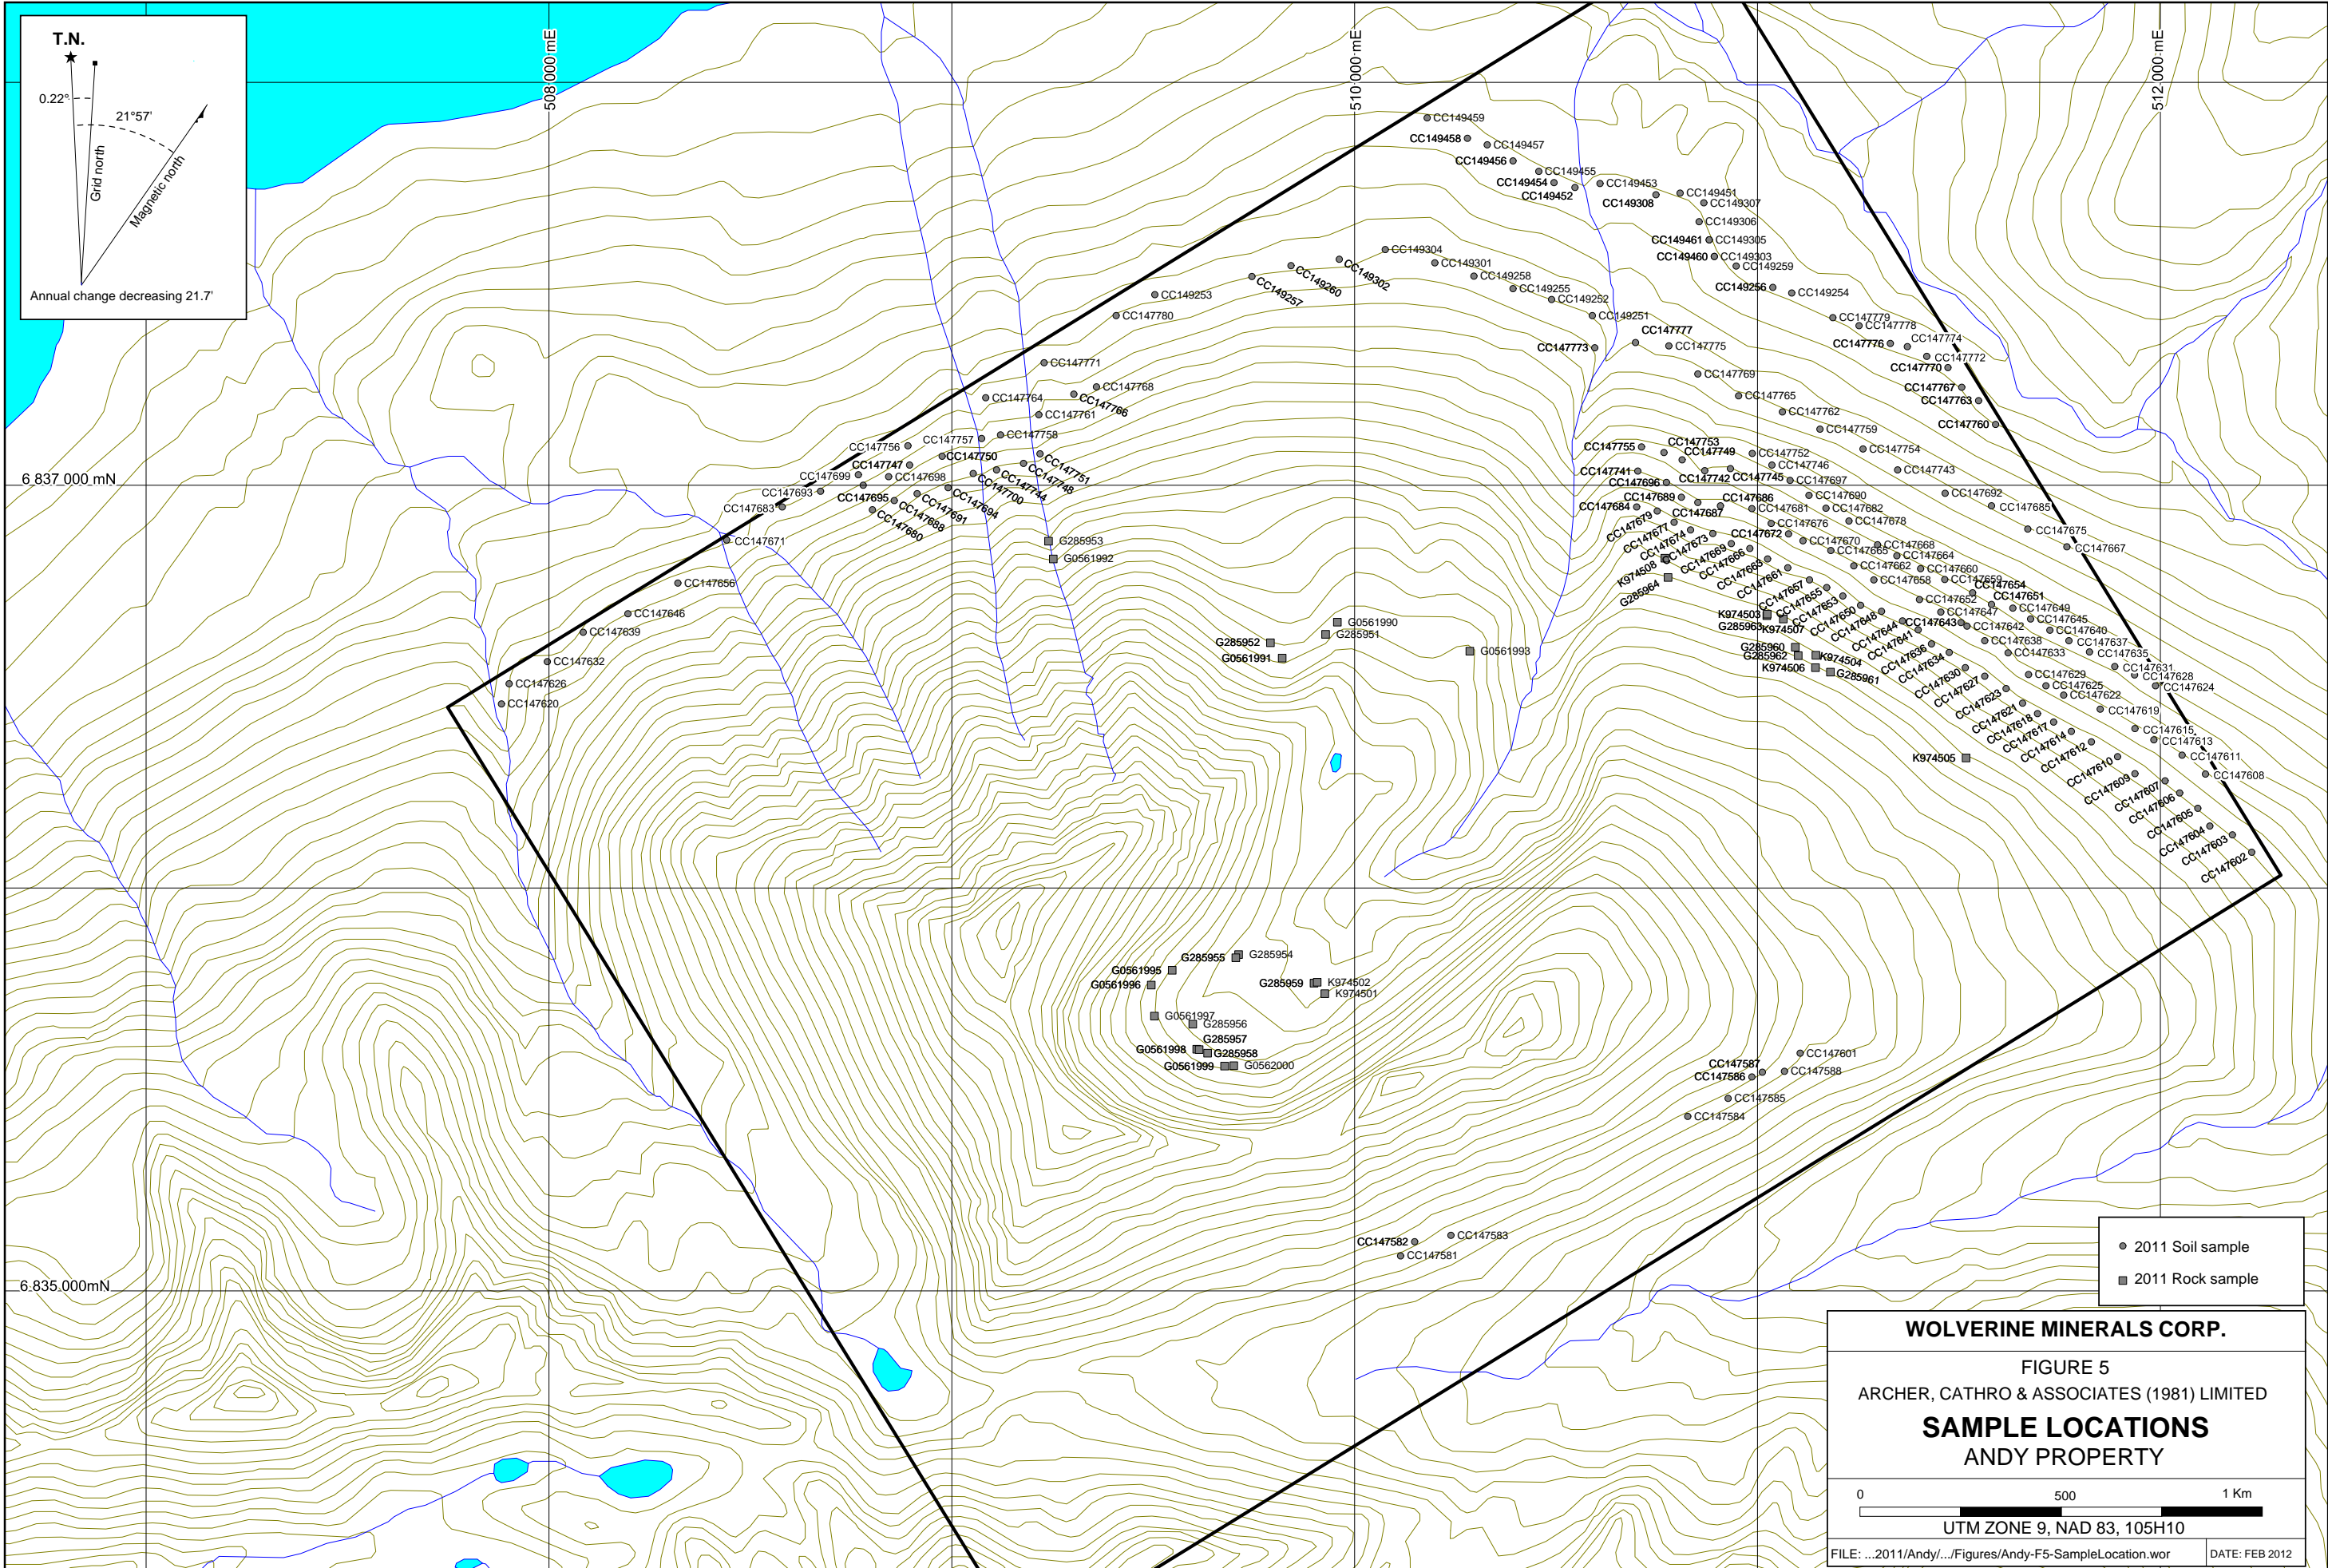 T.N.
0.22°
21°57'
Grid north
Magnetic north
Annual change decreasing 21.7'
508 000 mE
510 000 mE
512 000 mE
6 837 000 mN
6 835 000mN
CC149459
CC149458
CC149457
CC149456
CC149455
CC149454
CC149453
CC149452
CC149451
CC149308
CC149307
CC149306
CC149461
CC149305
CC149460
CC149303
CC149259
CC149256
CC149254
CC149304
CC149301
CC149302
CC149260
CC149257
CC149258
CC149255
CC149252
CC149251
CC149253
CC147780
CC147779
CC147778
CC147777
CC147776
CC147775
CC147774
CC147773
CC147772
CC147771
CC147770
CC147769
CC147768
CC147767
CC147766
CC147765
CC147764
CC147763
CC147762
CC147761
CC147760
CC147759
CC147758
CC147757
CC147756
CC147755
CC147754
CC147753
CC147752
CC147751
CC147750
CC147749
CC147748
CC147747
CC147746
CC147745
CC147744
CC147743
CC147742
CC147741
CC147700
CC147699
CC147698
CC147697
CC147696
CC147695
CC147694
CC147693
CC147692
CC147691
CC147690
CC147689
CC147688
CC147687
CC147686
CC147685
CC147684
CC147683
CC147682
CC147681
CC147680
CC147679
CC147678
CC147677
CC147676
CC147675
CC147674
CC147673
CC147672
CC147671
CC147670
CC147669
CC147668
CC147667
CC147666
CC147665
CC147664
CC147663
CC147662
CC147661
CC147660
CC147659
CC147658
CC147657
CC147656
CC147655
CC147654
CC147653
CC147652
CC147651
CC147650
CC147649
CC147648
CC147647
CC147646
CC147645
CC147644
CC147643
CC147642
CC147641
CC147640
CC147639
CC147638
CC147637
CC147636
CC147635
CC147634
CC147633
CC147632
CC147631
CC147630
CC147629
CC147628
CC147627
CC147626
CC147625
CC147624
CC147623
CC147622
CC147621
CC147620
CC147619
CC147618
CC147617
CC147615
CC147614
CC147613
CC147612
CC147611
CC147610
CC147609
CC147608
CC147607
CC147606
CC147605
CC147604
CC147603
CC147602
CC147601
CC147588
CC147587
CC147586
CC147585
CC147584
CC147583
CC147582
CC147581
G285953
G0561992
G0561990
G285951
G285952
G0561991
G0561993
K974508
G285964
K974503
G285963
K974507
G285960
G285962
K974504
K974506
G285961
K974505
G285954
G285955
G0561995
G0561996
G285959
K974502
K974501
G0561997
G285956
G285957
G0561998
G285958
G0561999
G0562000
2011 Soil sample
2011 Rock sample
WOLVERINE MINERALS CORP.
FIGURE 5
ARCHER, CATHRO & ASSOCIATES (1981) LIMITED
SAMPLE LOCATIONS
ANDY PROPERTY
0 500 1 Km
UTM ZONE 9, NAD 83, 105H10
FILE: ...2011/Andy/.../Figures/Andy-F5-SampleLocation.wor
DATE: FEB 2012